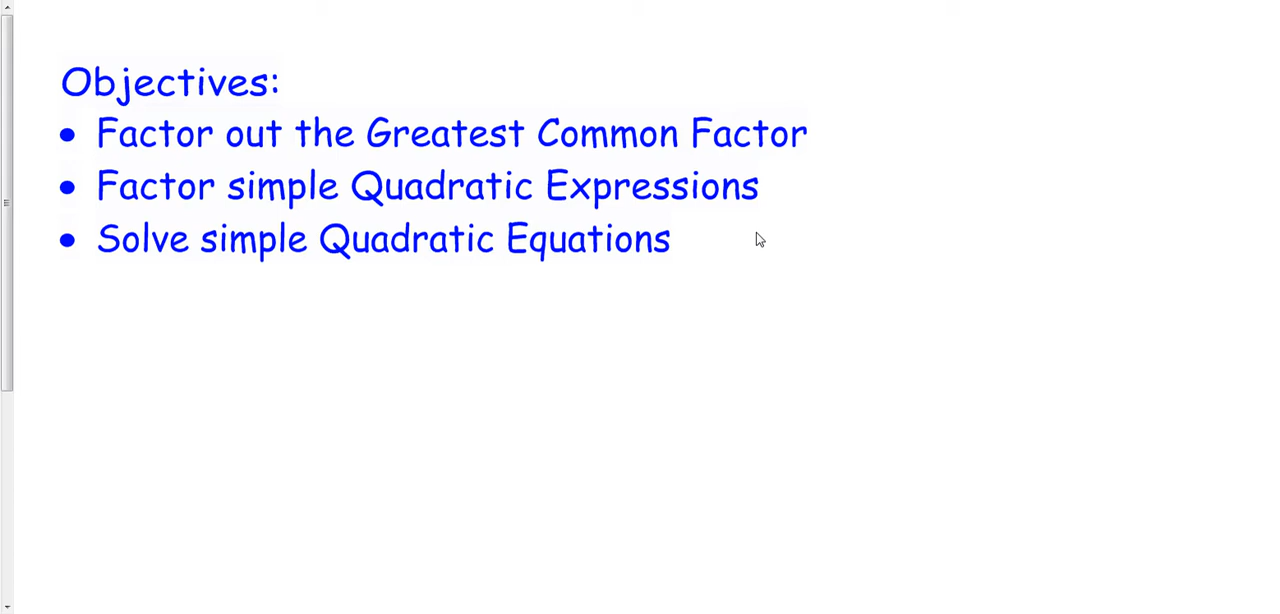 Objectives:
• Factor out the Greatest Common Factor
• Factor simple Quadratic Expressions
• Solve simple Quadratic Equations